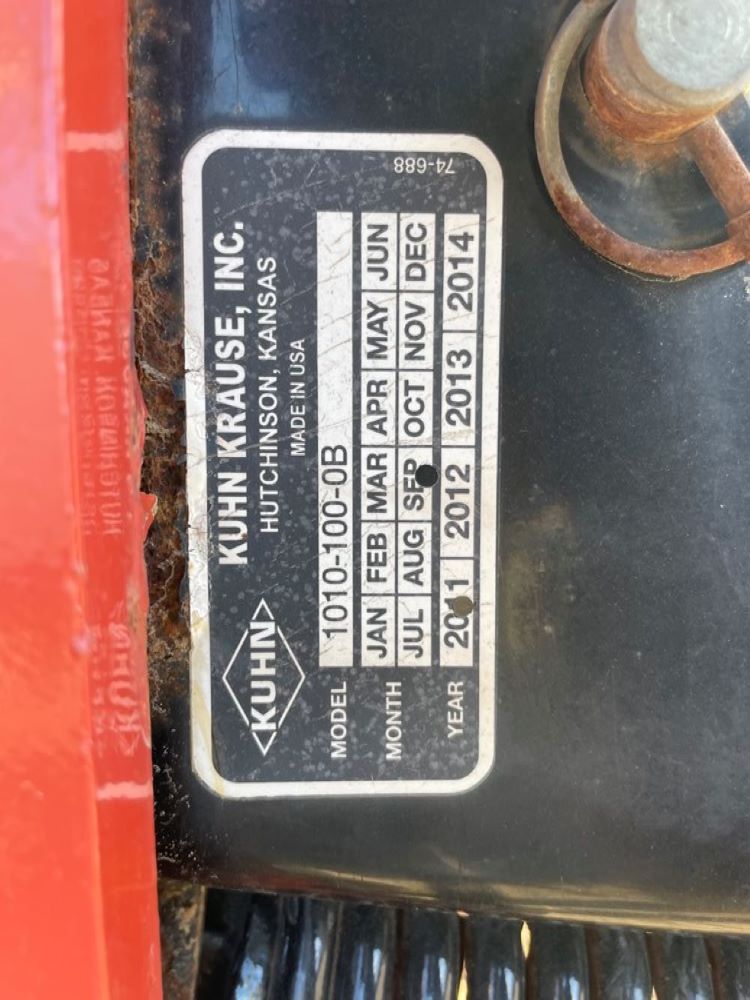 <KUHN>
KUHN KRAUSE, INC.
HUTCHINSON, KANSAS
MADE IN USA
MODEL 1010-100-0B
MONTH JAN FEB MAR APR MAY JUN
JUL AUG SEP OCT NOV DEC
YEAR 2011 2012 2013 2014
74-688